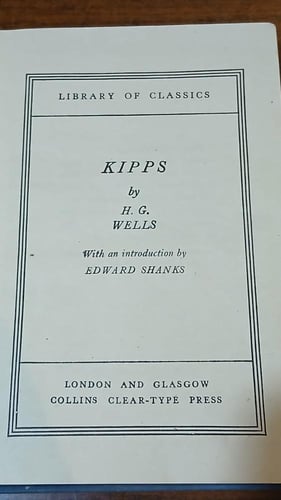 LIBRARY OF CLASSICS
KIPPS
by
H. G.
WELLS
With an introduction by
EDWARD SHANKS
LONDON AND GLASGOW
COLLINS CLEAR-TYPE PRESS